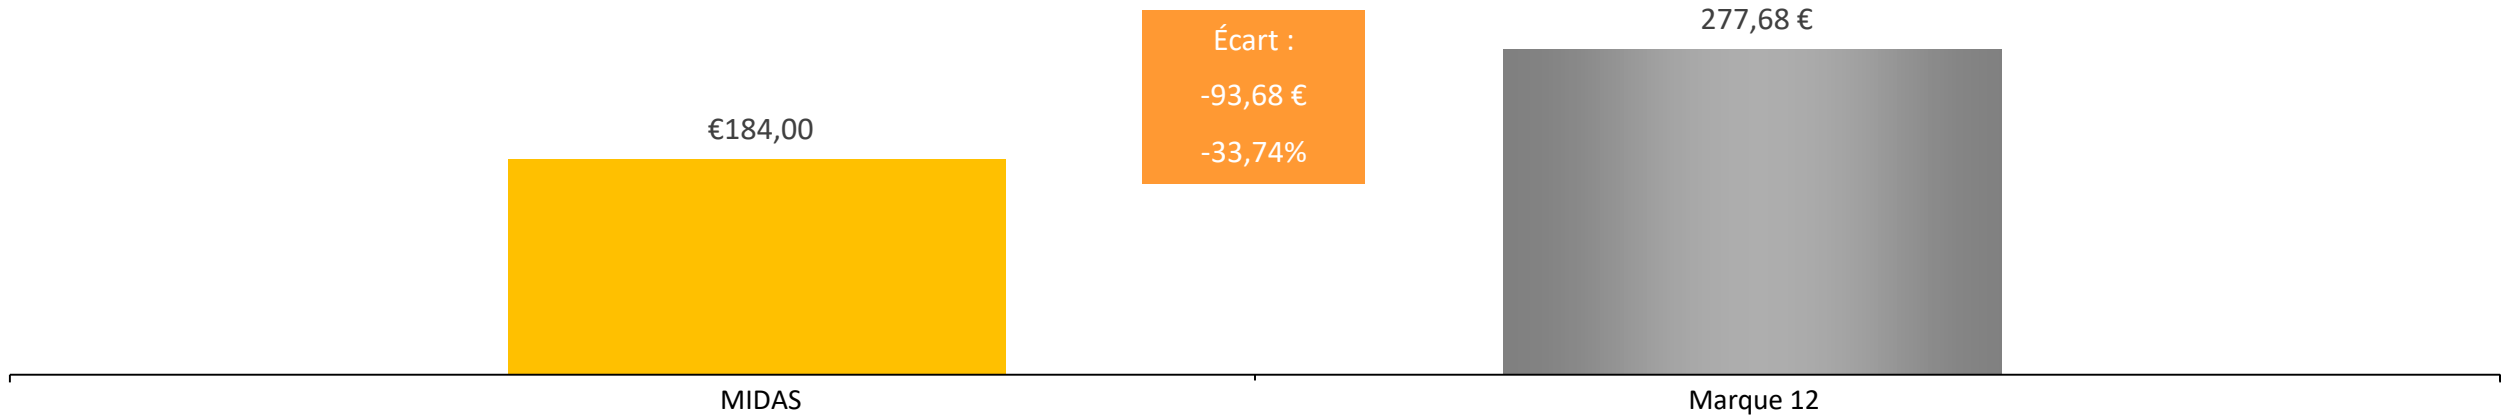 277,68 €
Écart :
-93,68 €
-33,74%
€184,00
MIDAS
Marque 12